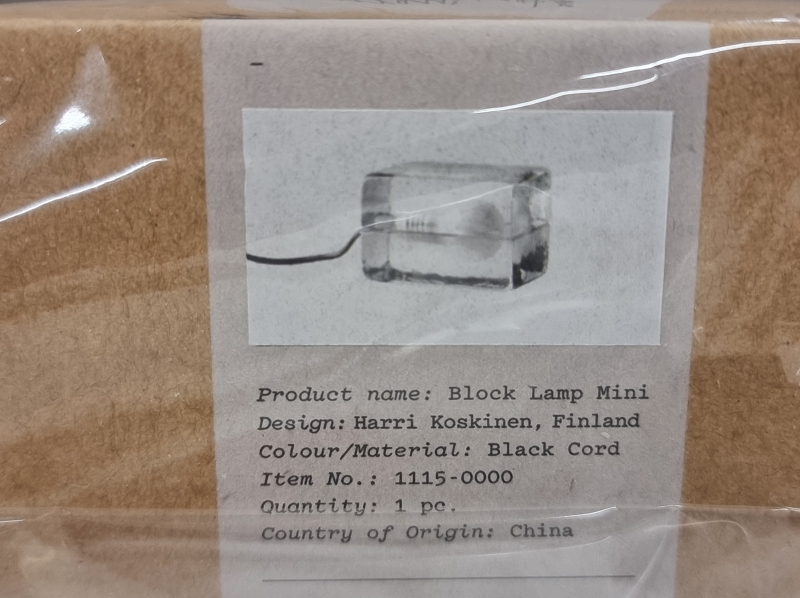 Product name: Block Lamp Mini
Design: Harri Koskinen, Finland
Colour/Material: Black Cord
Item No.: 1115-0000
Quantity: 1 pc.
Country of Origin: China